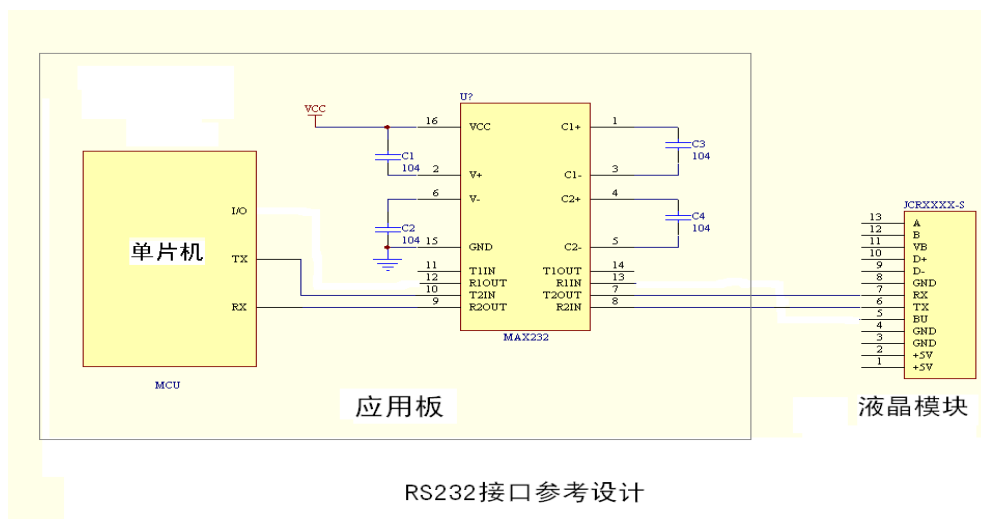 U?
VCC
16 VCC C1+ 1
C1 104
C3 104
2 V+ C1- 3
6 V- C2+ 4
C2 104
C4 104
15 GND C2- 5
11 T1IN T1OUT 14
12 R1OUT R1IN 13
10 T2IN T2OUT 7
9 R2OUT R2IN 8
MAX232
I/O
单片机
TX
RX
MCU
JCRXXXX-S
13 A
12 B
11 VB
10 D+
9 D-
8 GND
7 RX
6 TX
5 BU
4 GND
3 GND
2 +5V
1 +5V
应用板
液晶模块
RS232接口参考设计